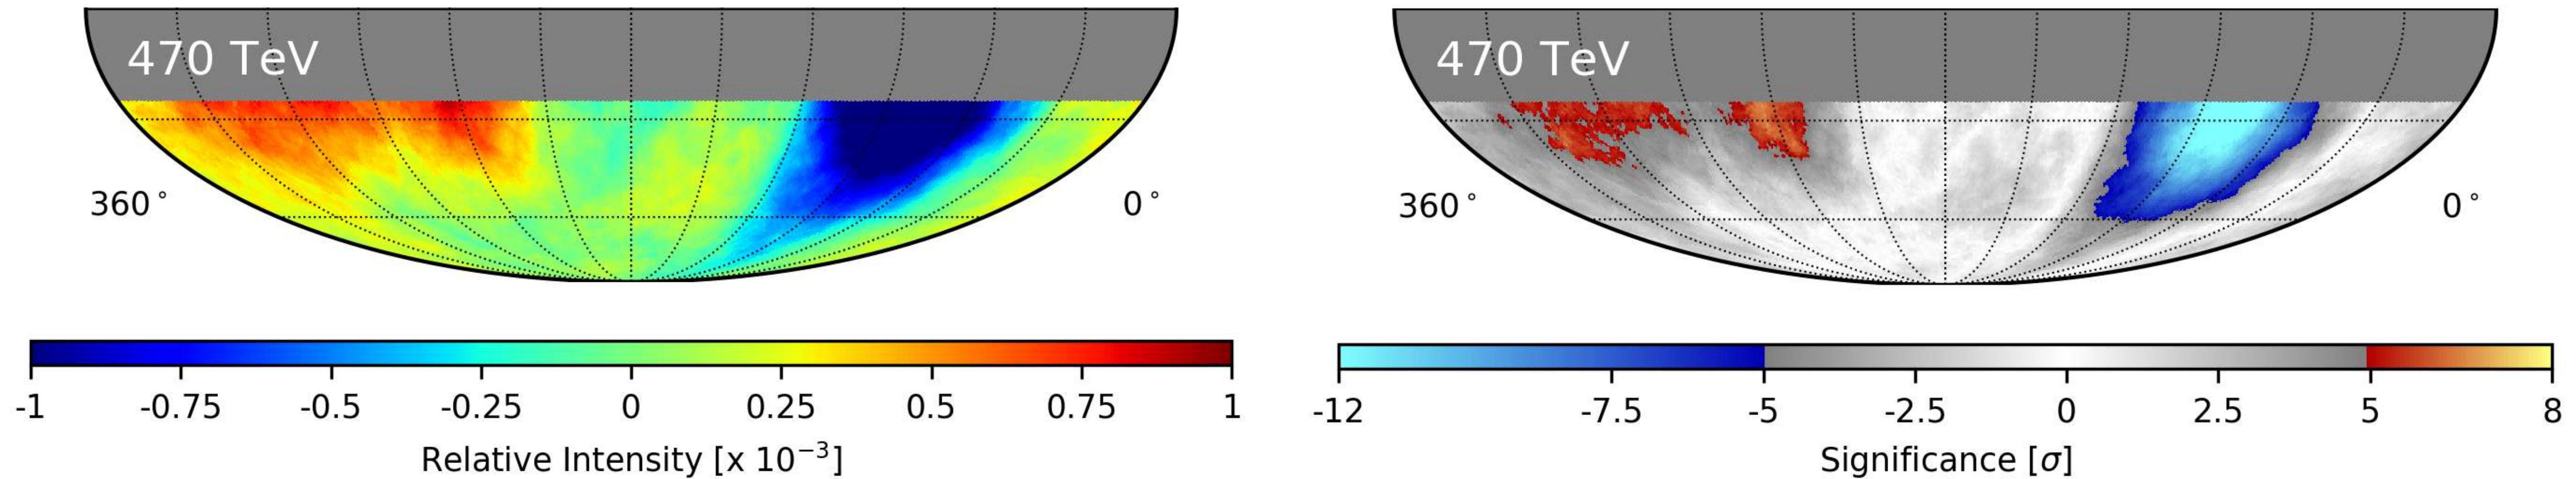 470 TeV
360°
0°
-1 -0.75 -0.5 -0.25 0 0.25 0.5 0.75 1
Relative Intensity [x 10⁻³]
470 TeV
360°
0°
-12 -7.5 -5 -2.5 0 2.5 5 8
Significance [σ]